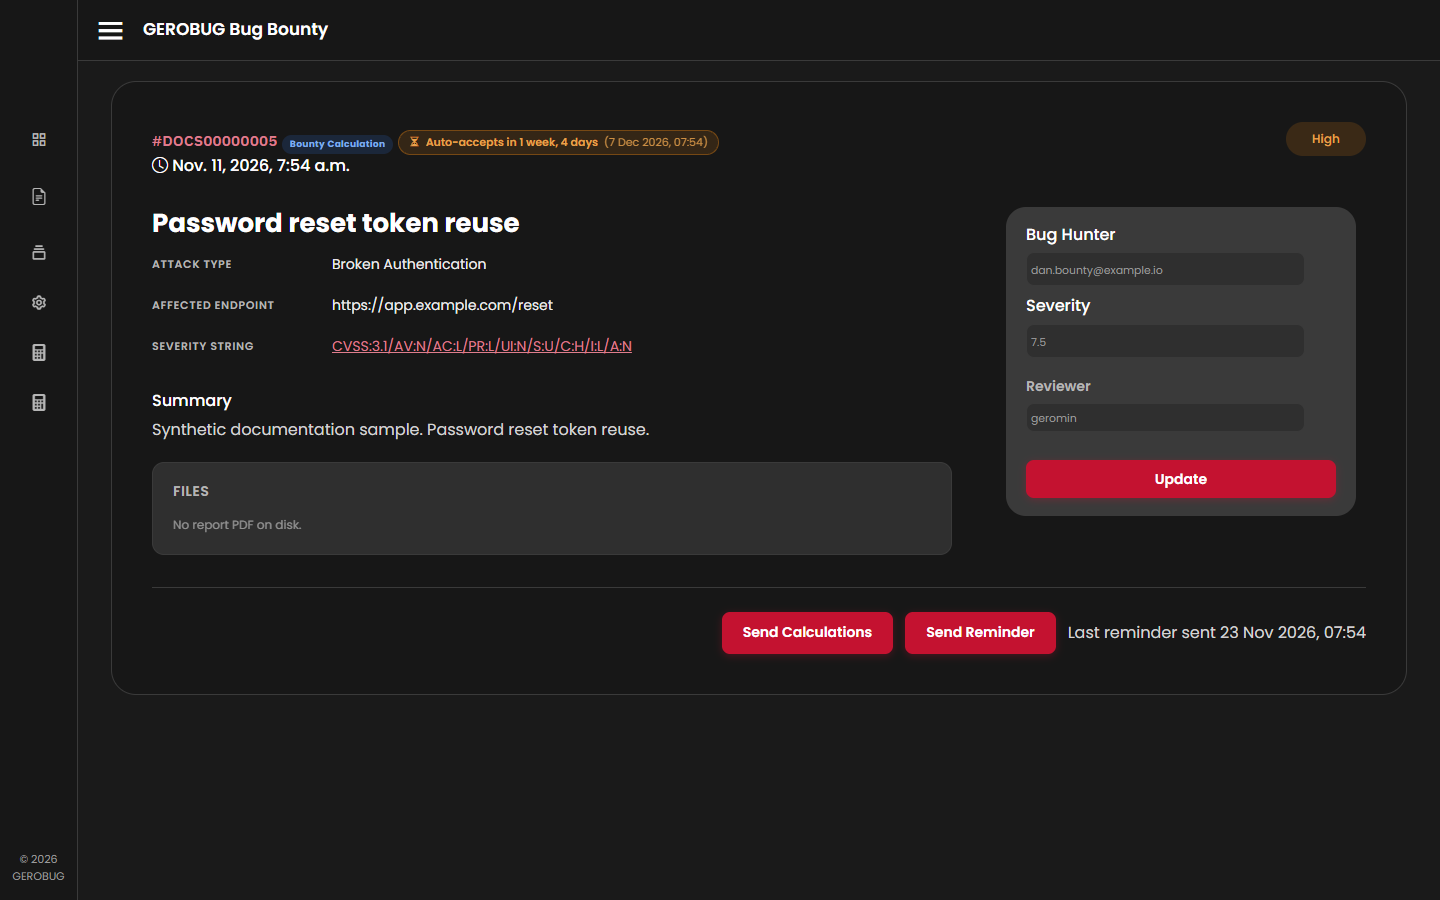 GEROBUG Bug Bounty
#DOCS00000005 Bounty Calculation Auto-accepts in 1 week, 4 days (7 Dec 2026, 07:54)
High
Nov. 11, 2026, 7:54 a.m.
Password reset token reuse
ATTACK TYPE Broken Authentication
AFFECTED ENDPOINT https://app.example.com/reset
SEVERITY STRING CVSS:3.1/AV:N/AC:L/PR:L/UI:N/S:U/C:H/I:L/A:N
Summary
Synthetic documentation sample. Password reset token reuse.
FILES
No report PDF on disk.
Bug Hunter
dan.bounty@example.io
Severity
7.5
Reviewer
geromin
Update
Send Calculations Send Reminder Last reminder sent 23 Nov 2026, 07:54
© 2026
GEROBUG